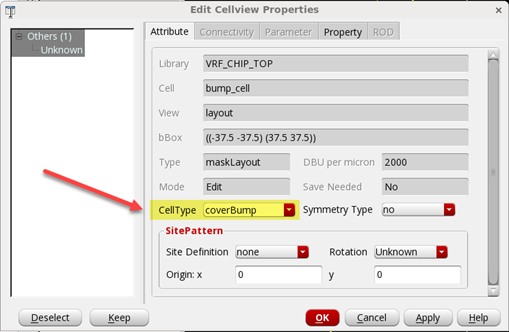 Edit Cellview Properties
Others (1)
Unknown
Attribute Connectivity Parameter Property ROD
Library VRF_CHIP_TOP
Cell bump_cell
View layout
bBox ((-37.5 -37.5) (37.5 37.5))
Type maskLayout DBU per micron 2000
Mode Edit Save Needed No
CellType coverBump Symmetry Type no
SitePattern
Site Definition none Rotation Unknown
Origin: x 0 y 0
Deselect Keep OK Cancel Apply Help